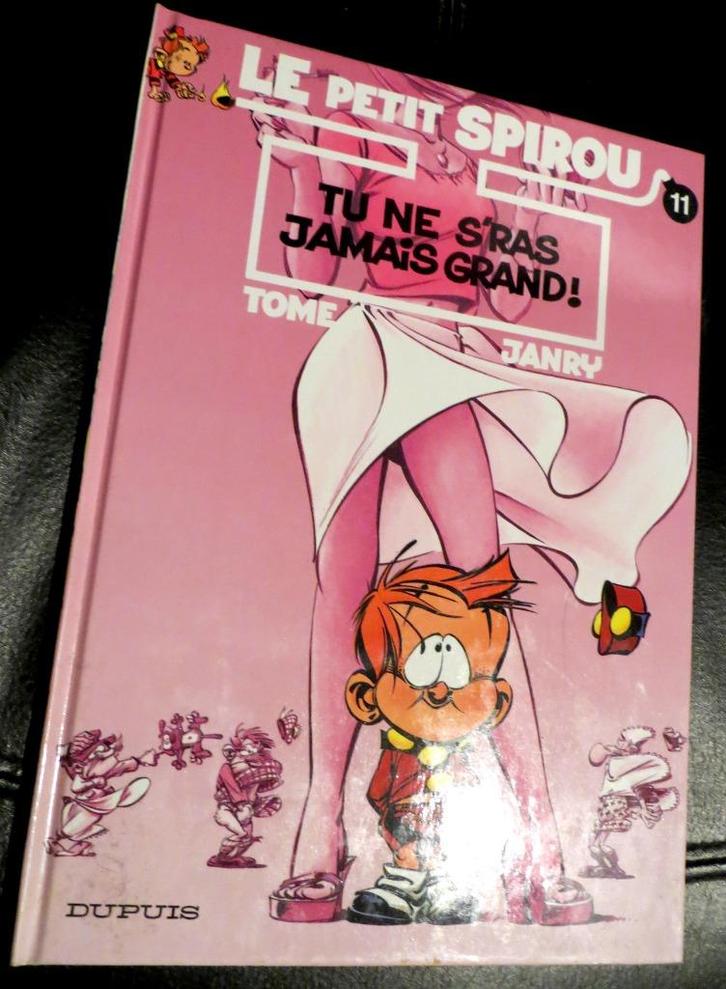 LE PETIT SPIROU
11
TU NE S'RAS
JAMAiS GRAND!
TOME
JANRY
DUPUIS